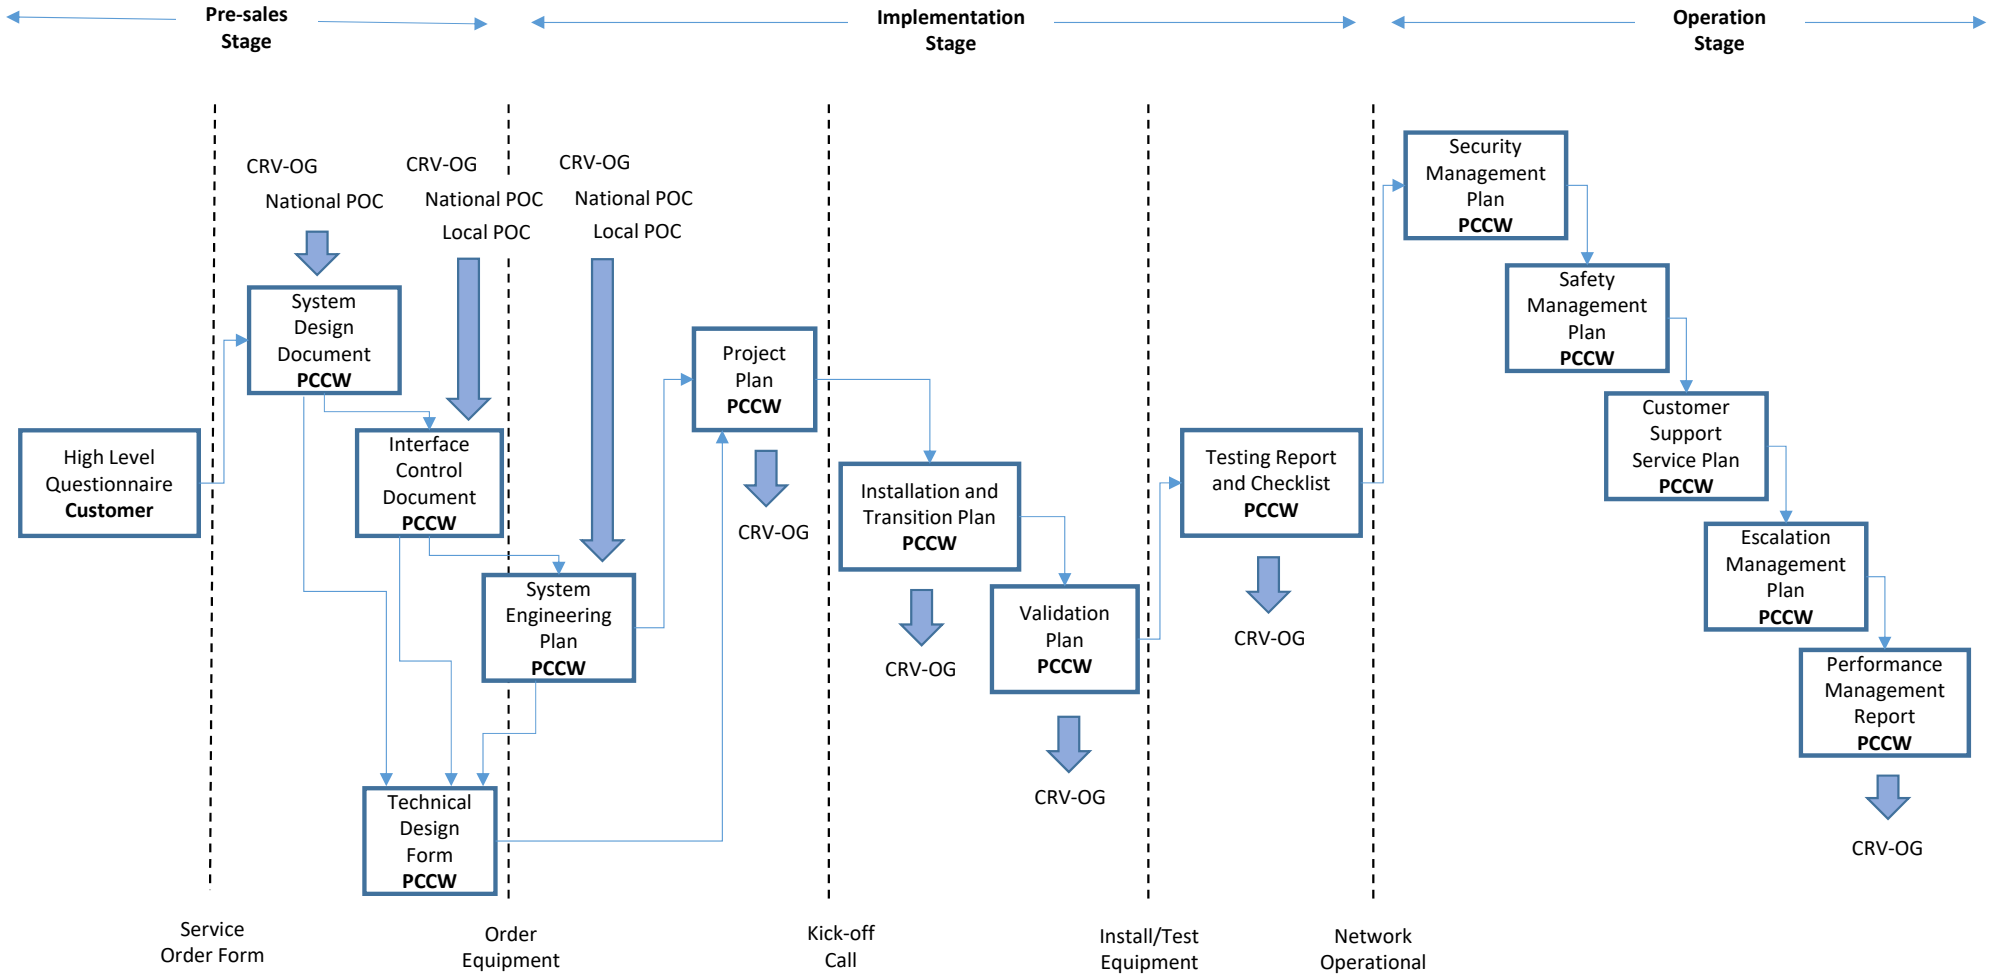 Pre-sales
Stage
Implementation
Stage
Operation
Stage
CRV-OG
National POC
CRV-OG
National POC
Local POC
CRV-OG
National POC
Local POC
High Level
Questionnaire
Customer
System
Design
Document
PCCW
Interface
Control
Document
PCCW
System
Engineering
Plan
PCCW
Technical
Design
Form
PCCW
Project
Plan
PCCW
CRV-OG
Installation and
Transition Plan
PCCW
CRV-OG
Validation
Plan
PCCW
CRV-OG
Testing Report
and Checklist
PCCW
CRV-OG
Security
Management
Plan
PCCW
Safety
Management
Plan
PCCW
Customer
Support
Service Plan
PCCW
Escalation
Management
Plan
PCCW
Performance
Management
Report
PCCW
CRV-OG
Service
Order Form
Order
Equipment
Kick-off
Call
Install/Test
Equipment
Network
Operational